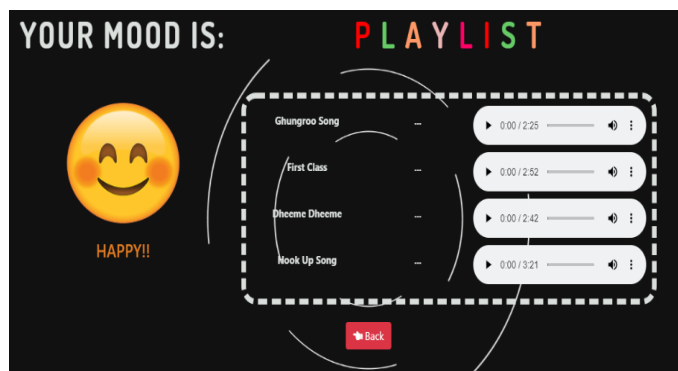 YOUR MOOD IS:
PLAYLIST
Ghungroo Song ... 0:00 / 2:25
First Class ... 0:00 / 2:52
Dheeme Dheeme ... 0:00 / 2:42
Hook Up Song ... 0:00 / 3:21
HAPPY!!
Back